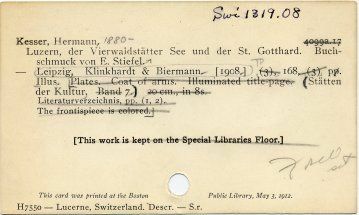 Swi 1319.08
Kesser, Hermann, 1880-
40992.17
Luzern, der Vierwaldstätter See und der St. Gotthard. Buch-
schmuck von E. Stiefel.
— (Leipzig, Klinkhardt & Biermann. [1908.] (3), 168, (3) pp.
Illus. Plates. Coat of arms. Illuminated title-page. (Stätten
der Kultur, Band 7.) 20 cm., in 8s.
Literaturverzeichnis, pp. (1, 2).
The frontispiece is colored.]
[This work is kept on the Special Libraries Floor.]
This card was printed at the Boston Public Library, May 3, 1912.
H7550 — Lucerne, Switzerland. Descr. — S.r.